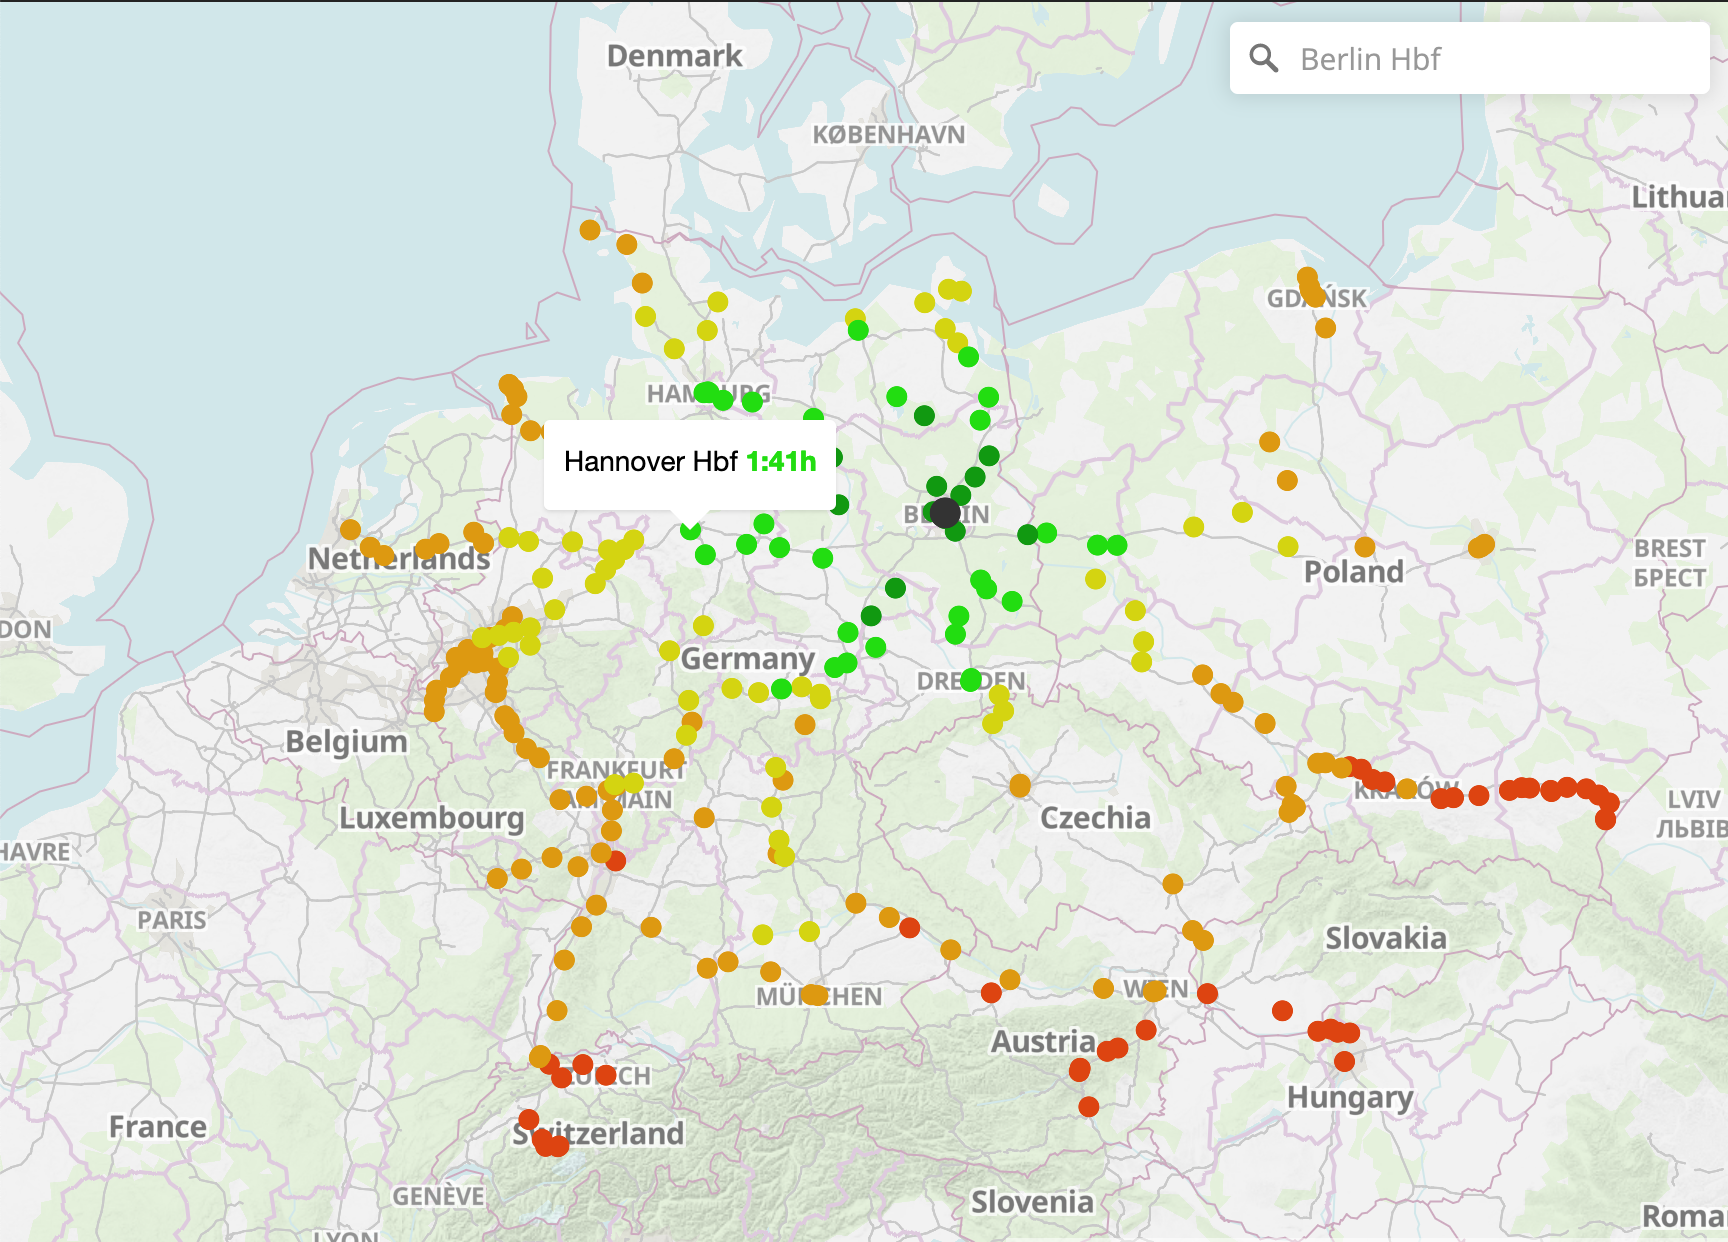 Denmark
Berlin Hbf
KØBENHAVN
GDAŃSK
HAMBURG
Hannover Hbf 1:41h
BERLIN
Netherlands
BREST
БРЕСТ
Poland
DON
Germany
DRESDEN
Belgium
FRANKFURT
AM MAIN
KRAKÓW
LVIV
ЛЬВІВ
Luxembourg
Czechia
HAVRE
PARIS
Slovakia
MÜNCHEN
WIEN
Austria
ZÜRICH
Hungary
France
Switzerland
GENÈVE
Slovenia
Roma
LYON
Lithua